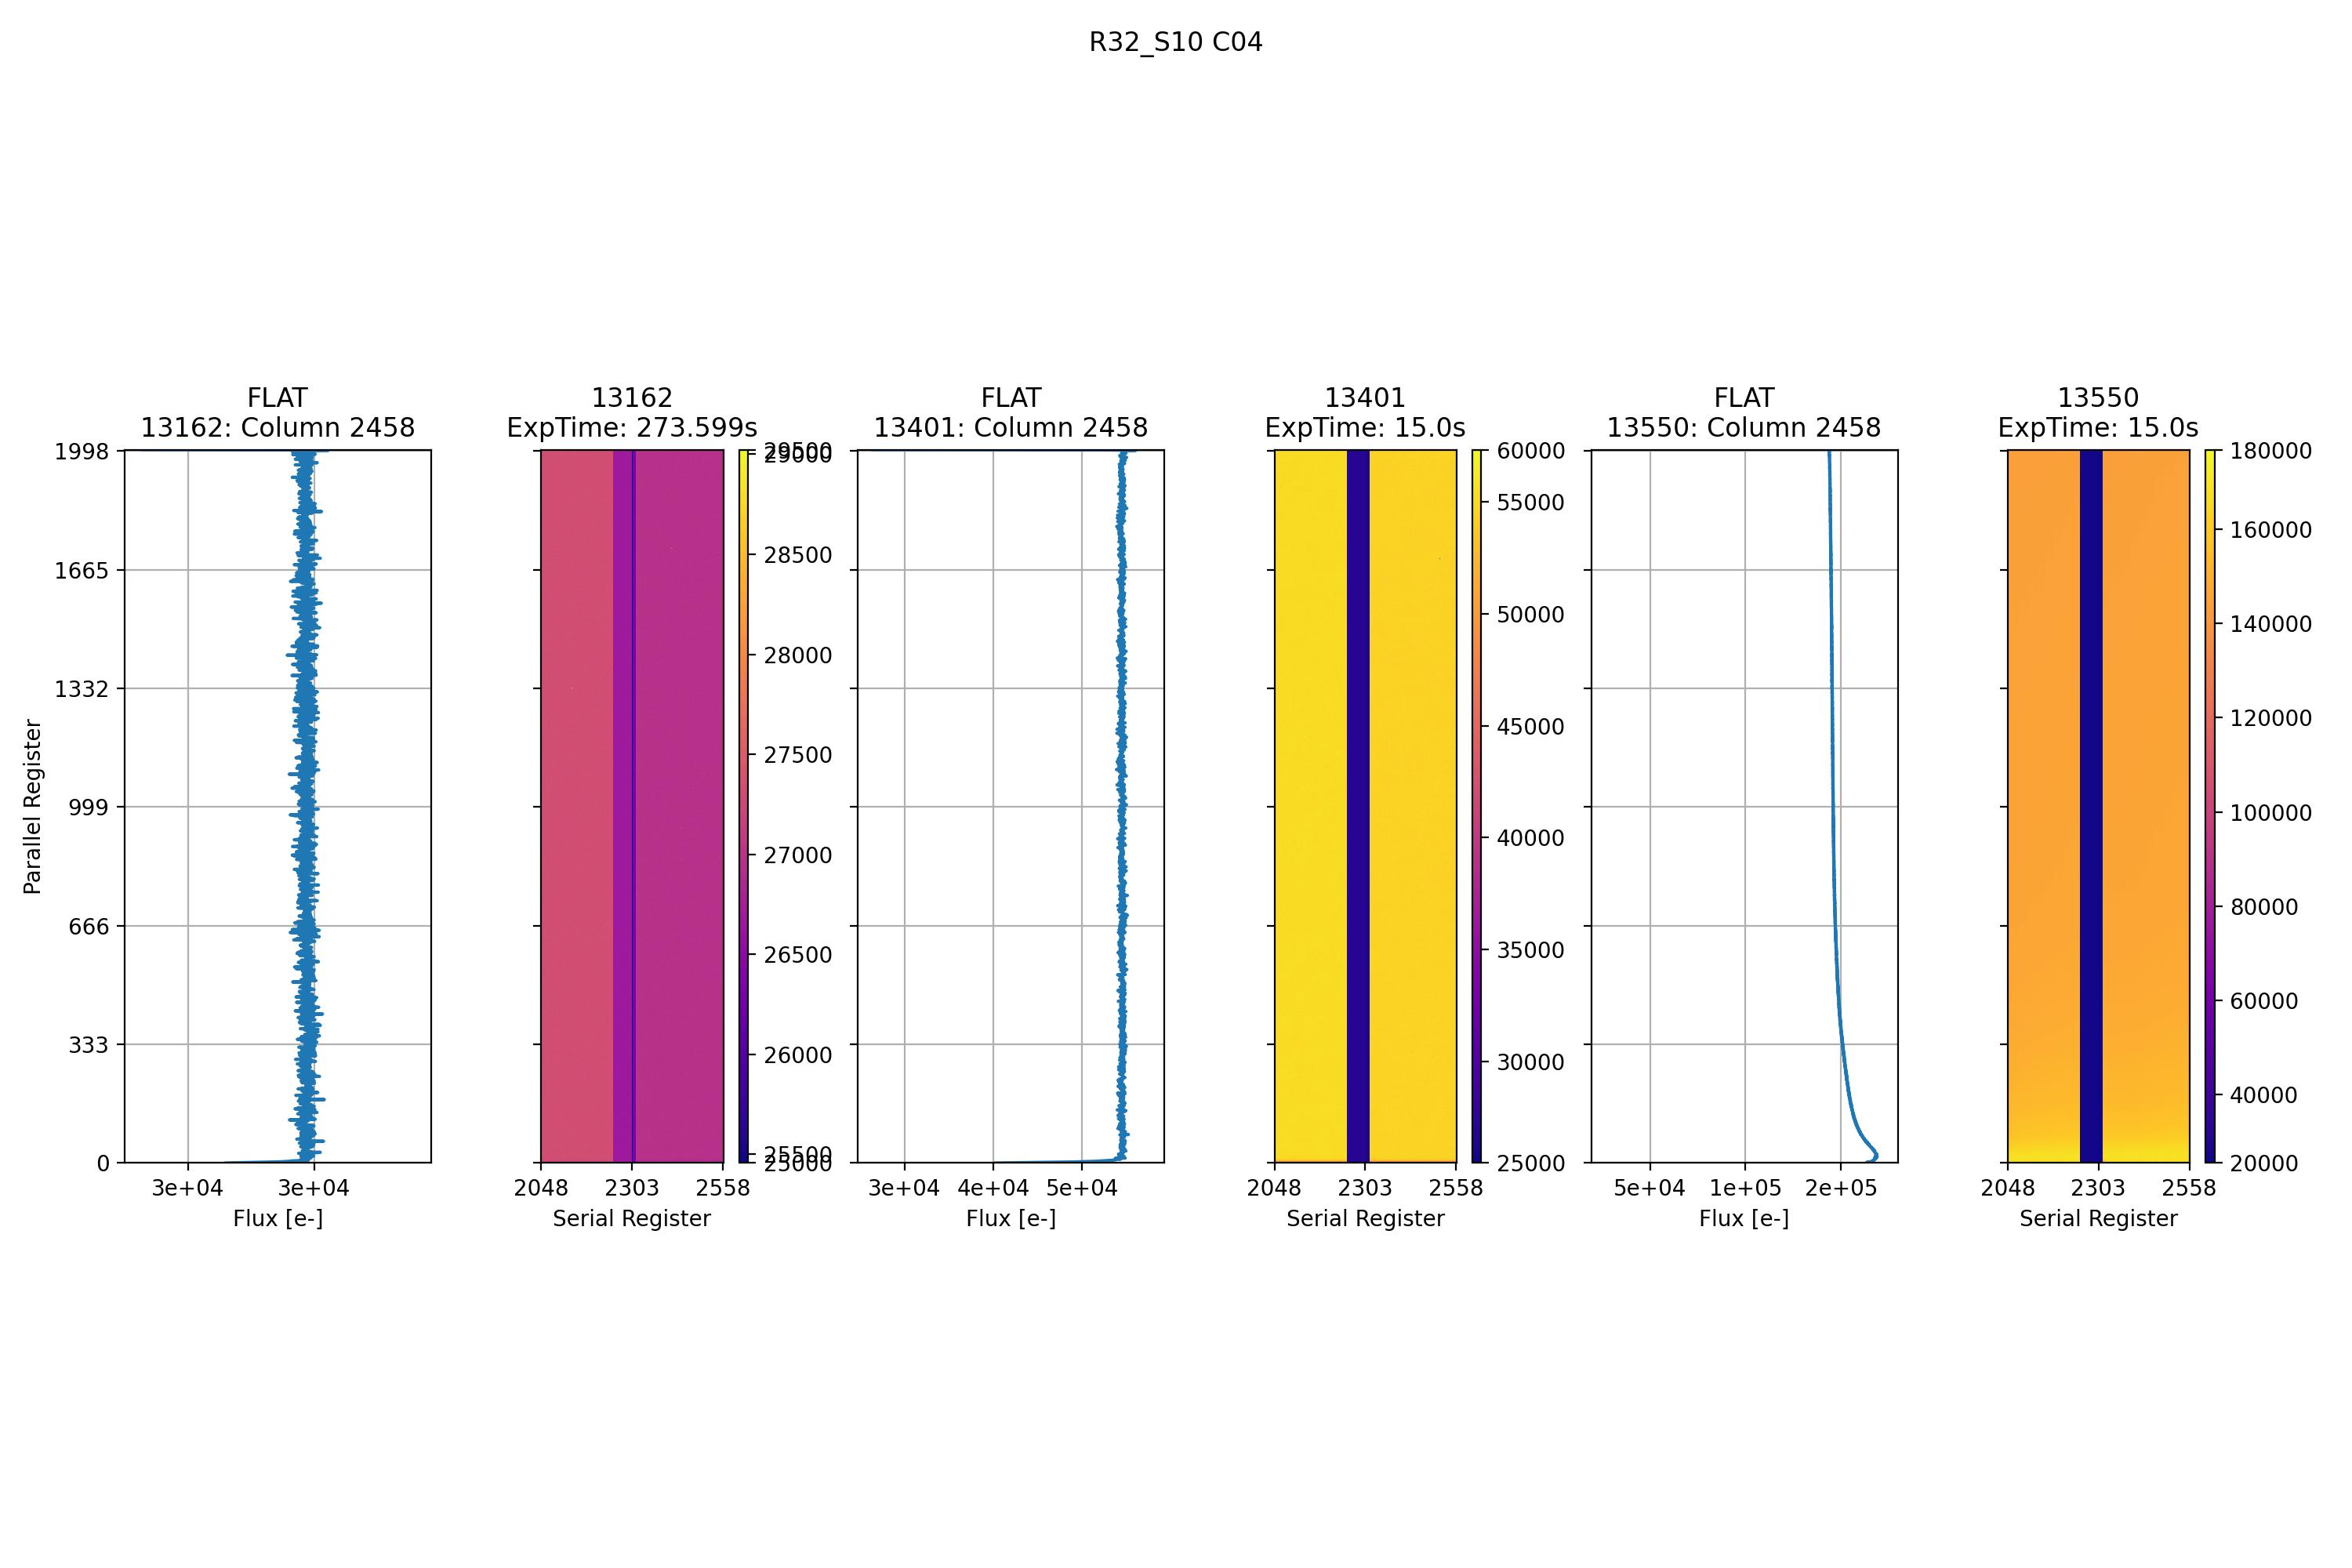 R32_S10 C04
FLAT
13162: Column 2458
1998
1665
1332
999
666
333
0
Parallel Register
3e+04 3e+04
Flux [e-]
13162
ExpTime: 273.599s
2048 2303 2558
Serial Register
29500
29000
28500
28000
27500
27000
26500
26000
25500
25000
FLAT
13401: Column 2458
3e+04 4e+04 5e+04
Flux [e-]
13401
ExpTime: 15.0s
2048 2303 2558
Serial Register
60000
55000
50000
45000
40000
35000
30000
25000
FLAT
13550: Column 2458
5e+04 1e+05 2e+05
Flux [e-]
13550
ExpTime: 15.0s
2048 2303 2558
Serial Register
180000
160000
140000
120000
100000
80000
60000
40000
20000